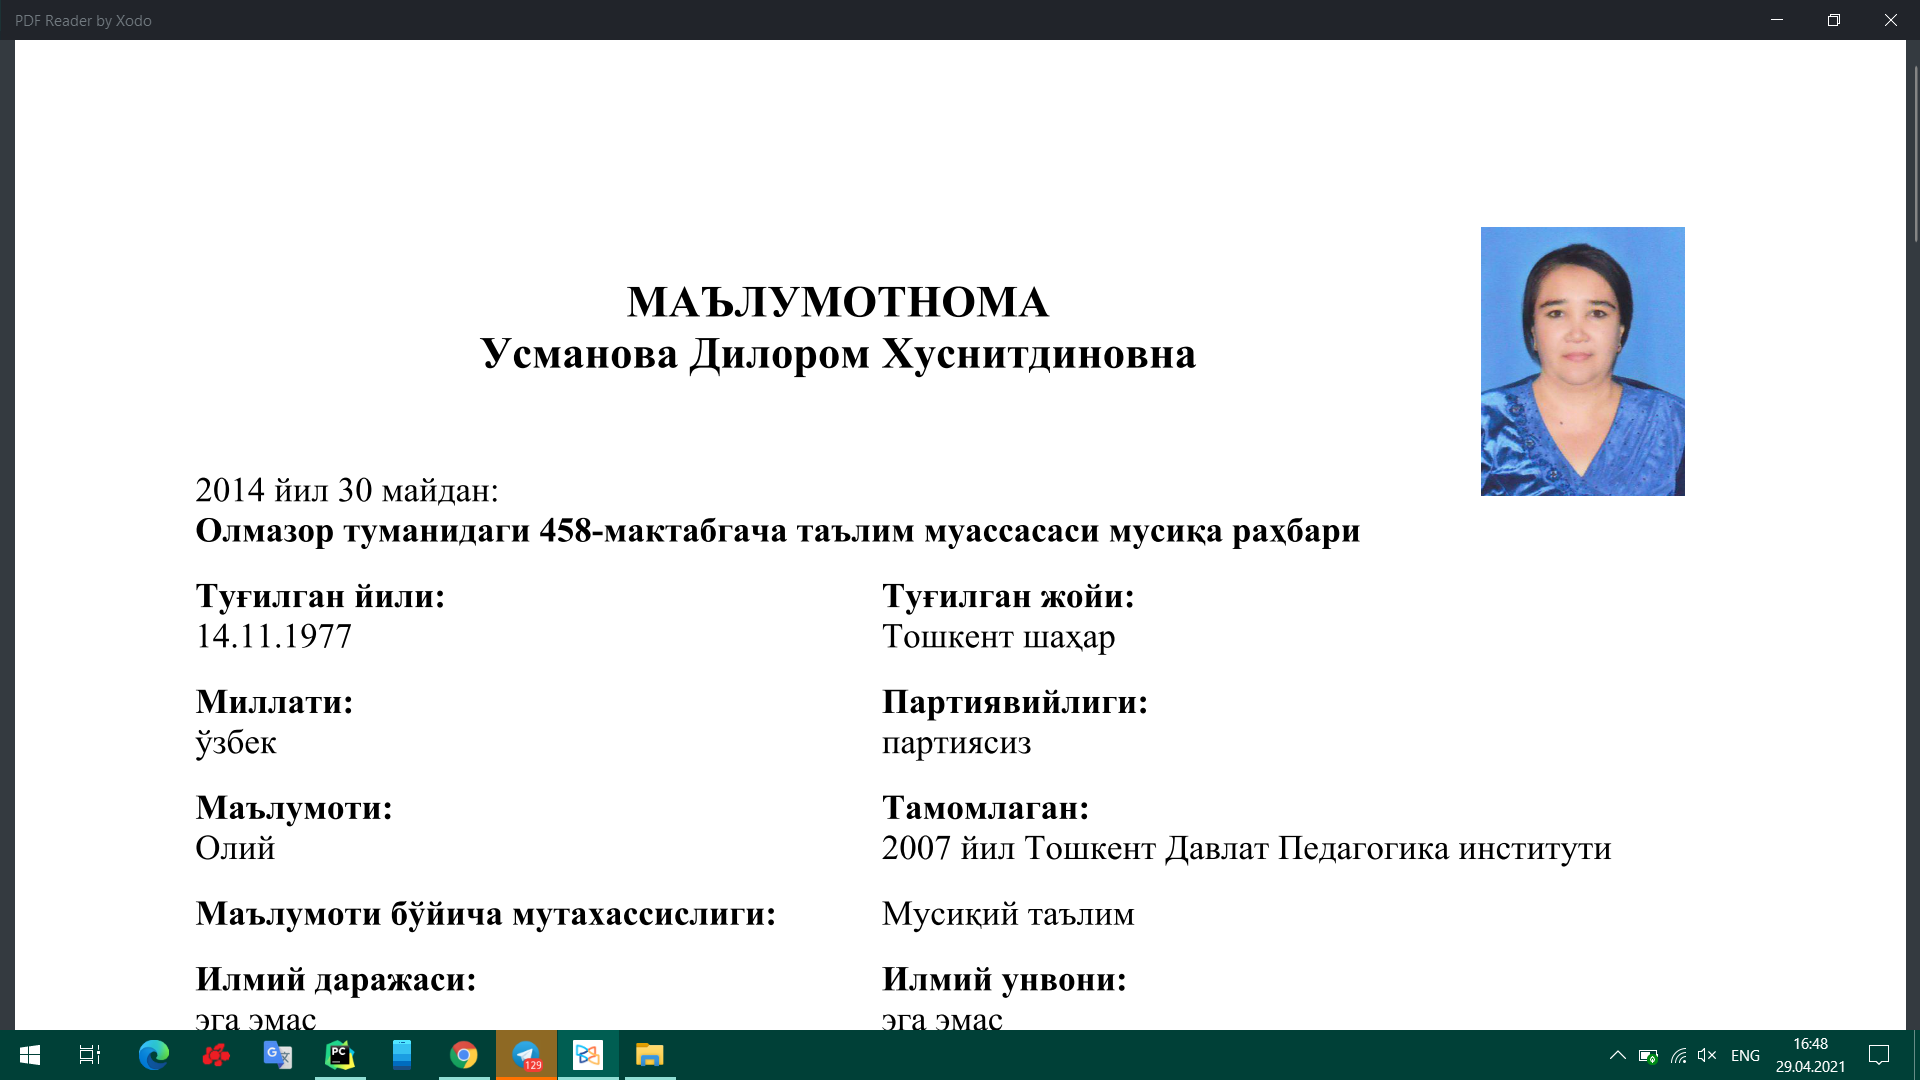 PDF Reader by Xodo
МАЪЛУМОТНОМА
Усманова Дилором Хуснитдиновна
2014 йил 30 майдан:
Олмазор туманидаги 458-мактабгача таълим муассасаси мусиқа раҳбари
Туғилган йили:
14.11.1977
Туғилган жойи:
Тошкент шаҳар
Миллати:
ўзбек
Партиявийлиги:
партиясиз
Маълумоти:
Олий
Тамомлаган:
2007 йил Тошкент Давлат Педагогика институти
Маълумоти бўйича мутахассислиги:
Мусиқий таълим
Илмий даражаси:
эга эмас
Илмий унвони:
эга эмас
PC
129
ENG
16:48
29.04.2021